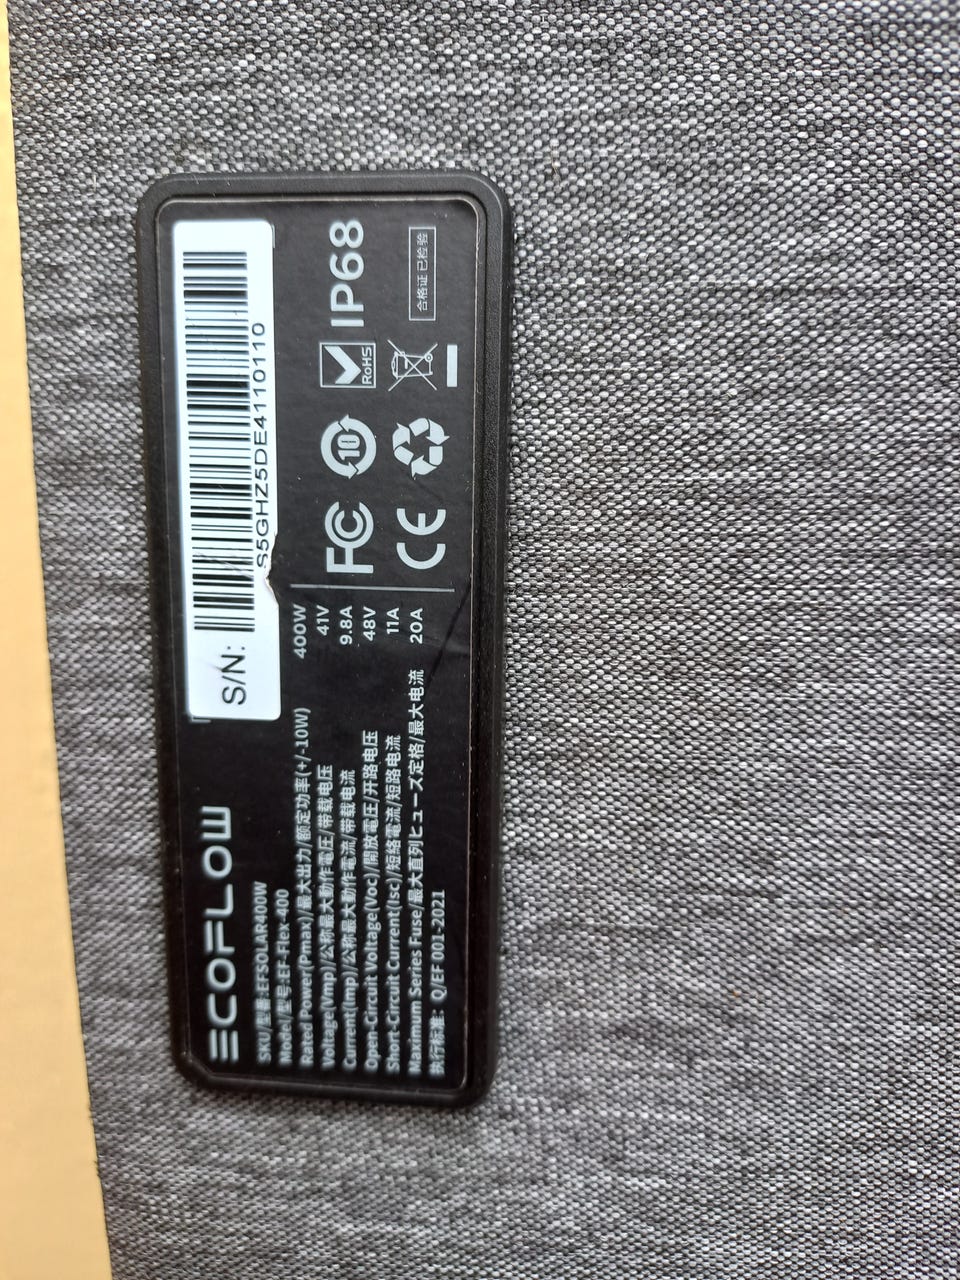 ECOFLOW
SKU/型号:EFSOLAR400W
Model/型号:EF-Flex-400
Rated Power(Pmax)/最大出力/额定功率(+/-10W) 400W
Voltage(Vmp)/公称最大動作電圧/带载电压 41V
Current(Imp)/公称最大動作電流/带载电流 9.8A
Open-Circuit Voltage(Voc)/開放電圧/开路电压 48V
Short-Circuit Current(Isc)/短絡電流/短路电流 11A
Maximum Series Fuse/最大直列ヒューズ定格/最大电流 20A
执行标准：Q/EF 001-2021
S/N:
S5GHZ5DE4110110
FC 10 RoHS IP68
CE 合格证 已检验